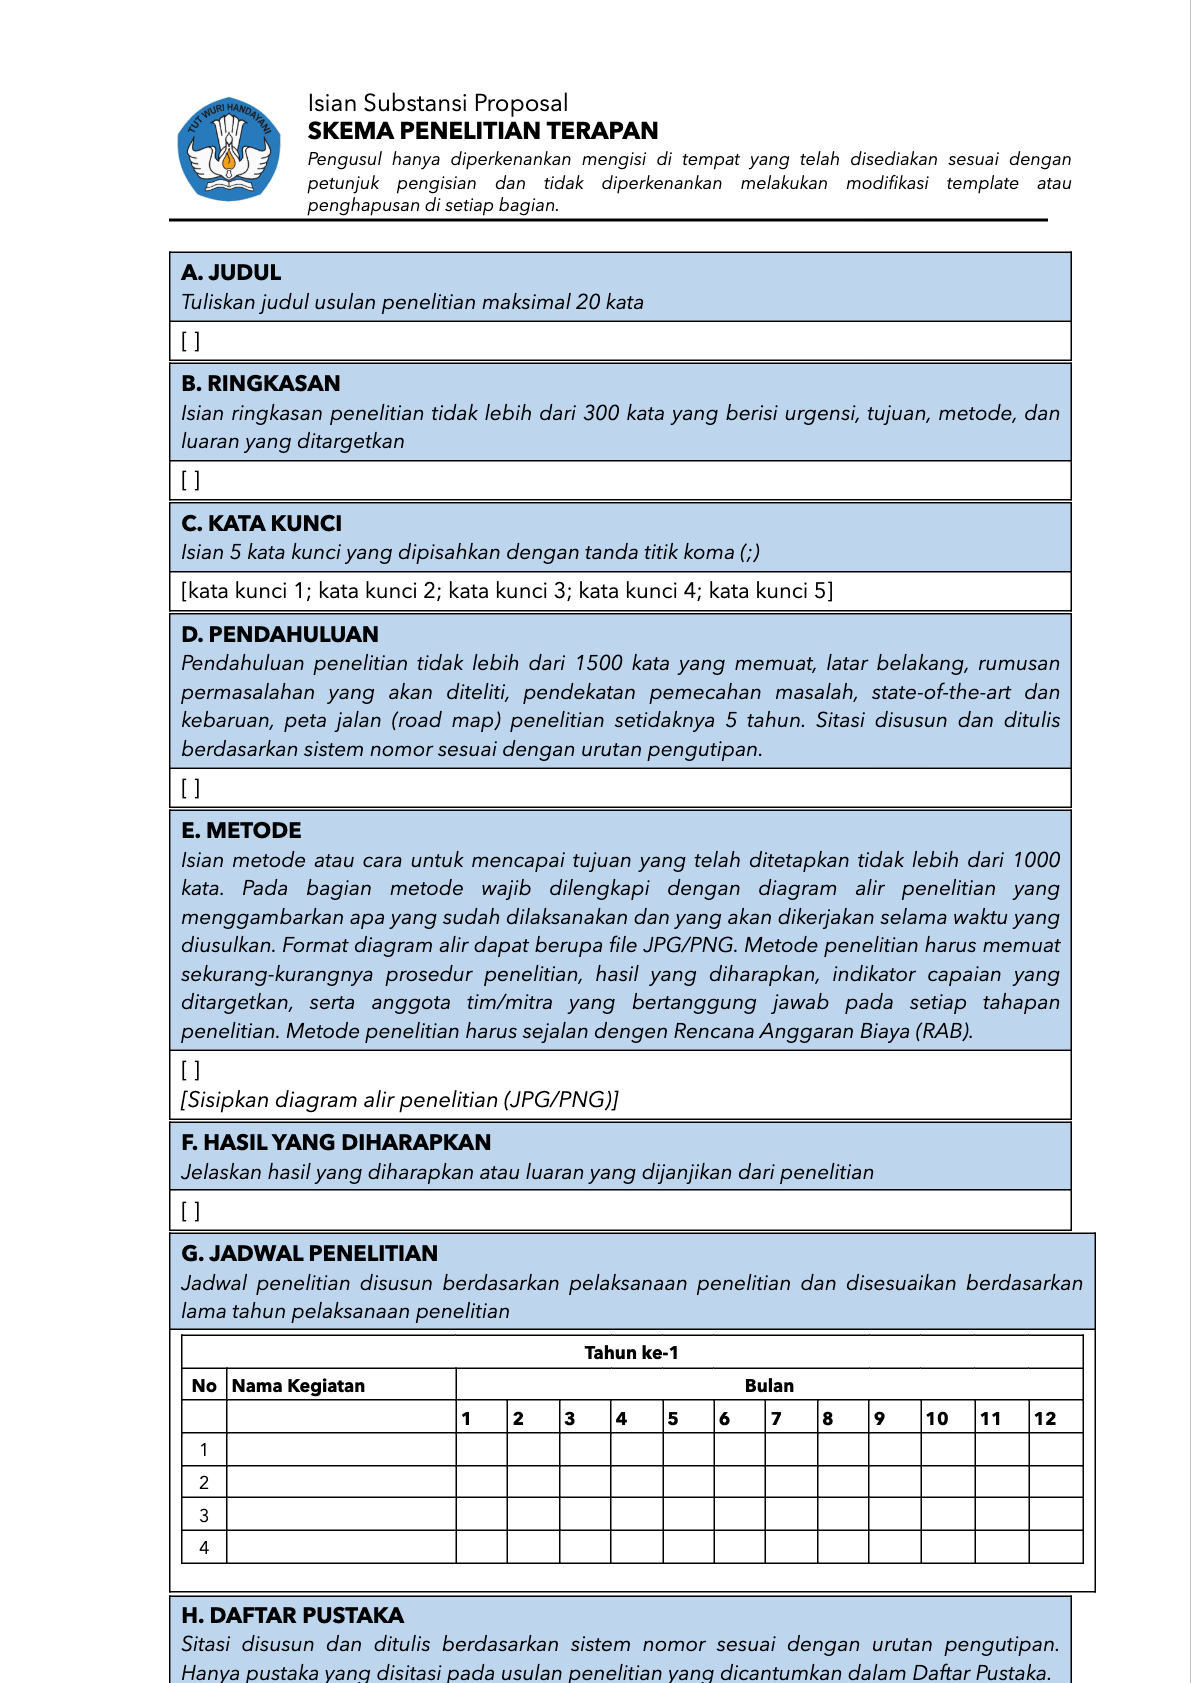 TUT WURI HANDAYANI
Isian Substansi Proposal
SKEMA PENELITIAN TERAPAN
Pengusul hanya diperkenankan mengisi di tempat yang telah disediakan sesuai dengan
petunjuk pengisian dan tidak diperkenankan melakukan modifikasi template atau
penghapusan di setiap bagian.
A. JUDUL
Tuliskan judul usulan penelitian maksimal 20 kata
[ ]
B. RINGKASAN
Isian ringkasan penelitian tidak lebih dari 300 kata yang berisi urgensi, tujuan, metode, dan
luaran yang ditargetkan
[ ]
C. KATA KUNCI
Isian 5 kata kunci yang dipisahkan dengan tanda titik koma (;)
[kata kunci 1; kata kunci 2; kata kunci 3; kata kunci 4; kata kunci 5]
D. PENDAHULUAN
Pendahuluan penelitian tidak lebih dari 1500 kata yang memuat, latar belakang, rumusan
permasalahan yang akan diteliti, pendekatan pemecahan masalah, state-of-the-art dan
kebaruan, peta jalan (road map) penelitian setidaknya 5 tahun. Sitasi disusun dan ditulis
berdasarkan sistem nomor sesuai dengan urutan pengutipan.
[ ]
E. METODE
Isian metode atau cara untuk mencapai tujuan yang telah ditetapkan tidak lebih dari 1000
kata. Pada bagian metode wajib dilengkapi dengan diagram alir penelitian yang
menggambarkan apa yang sudah dilaksanakan dan yang akan dikerjakan selama waktu yang
diusulkan. Format diagram alir dapat berupa file JPG/PNG. Metode penelitian harus memuat
sekurang-kurangnya prosedur penelitian, hasil yang diharapkan, indikator capaian yang
ditargetkan, serta anggota tim/mitra yang bertanggung jawab pada setiap tahapan
penelitian. Metode penelitian harus sejalan dengen Rencana Anggaran Biaya (RAB).
[ ]
[Sisipkan diagram alir penelitian (JPG/PNG)]
F. HASIL YANG DIHARAPKAN
Jelaskan hasil yang diharapkan atau luaran yang dijanjikan dari penelitian
[ ]
G. JADWAL PENELITIAN
Jadwal penelitian disusun berdasarkan pelaksanaan penelitian dan disesuaikan berdasarkan
lama tahun pelaksanaan penelitian
Tahun ke-1
No Nama Kegiatan Bulan
1 2 3 4 5 6 7 8 9 10 11 12
1
2
3
4
H. DAFTAR PUSTAKA
Sitasi disusun dan ditulis berdasarkan sistem nomor sesuai dengan urutan pengutipan.
Hanya pustaka yang disitasi pada usulan penelitian yang dicantumkan dalam Daftar Pustaka.